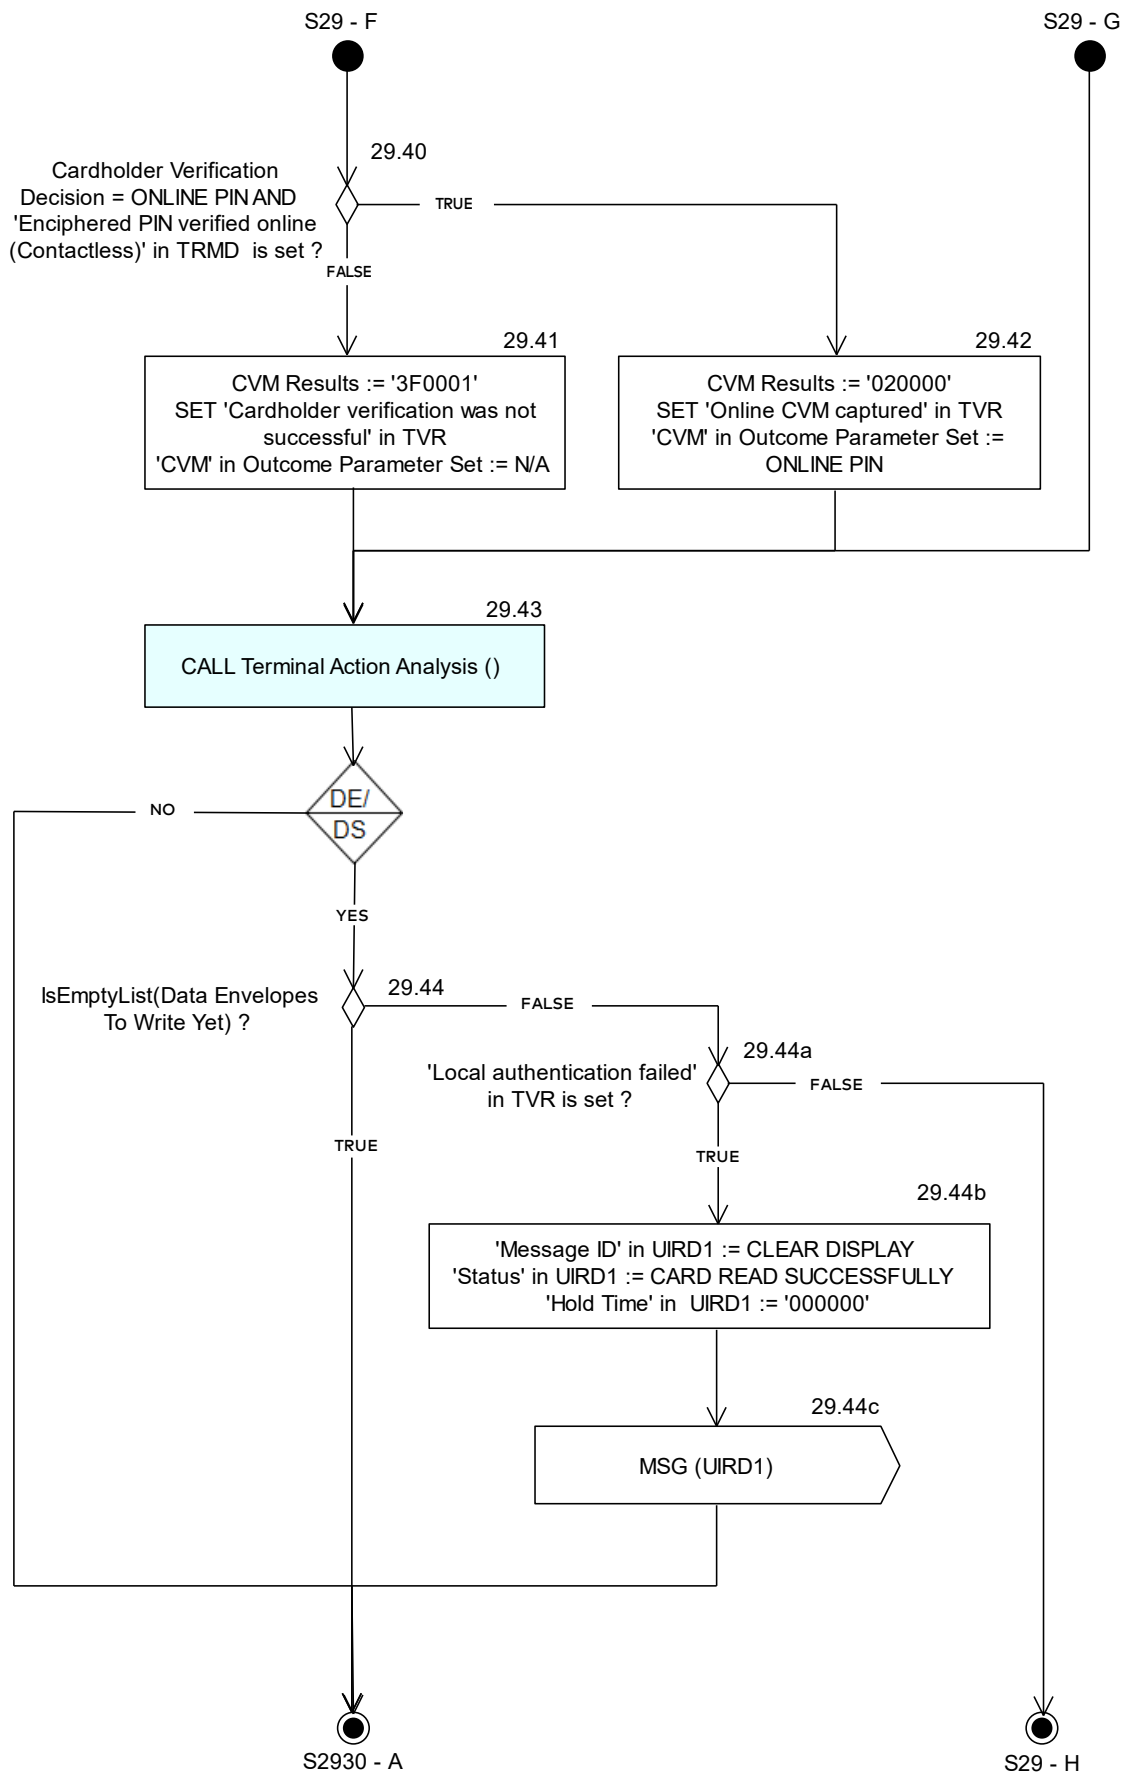 S29 - F
S29 - G
29.40
Cardholder Verification
Decision = ONLINE PIN AND
'Enciphered PIN verified online
(Contactless)' in TRMD is set ?
TRUE
FALSE
29.41
CVM Results := '3F0001'
SET 'Cardholder verification was not
successful' in TVR
'CVM' in Outcome Parameter Set := N/A
29.42
CVM Results := '020000'
SET 'Online CVM captured' in TVR
'CVM' in Outcome Parameter Set :=
ONLINE PIN
29.43
CALL Terminal Action Analysis ()
DE/
DS
NO
YES
29.44
IsEmptyList(Data Envelopes
To Write Yet) ?
FALSE
29.44a
'Local authentication failed'
in TVR is set ?
FALSE
TRUE
TRUE
29.44b
'Message ID' in UIRD1 := CLEAR DISPLAY
'Status' in UIRD1 := CARD READ SUCCESSFULLY
'Hold Time' in UIRD1 := '000000'
29.44c
MSG (UIRD1)
S2930 - A
S29 - H